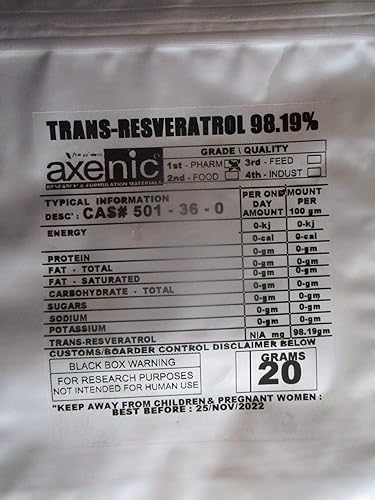 TRANS-RESVERATROL 98.19%
axenic
RESEARCH & FORMULATION MATERIALS
GRADE \ QUALITY
1st - PHARM 3rd - FEED
2nd - FOOD 4th - INDUST
TYPICAL INFORMATION PER ONE DAY AMOUNT MOUNT PER 100 gm
DESC': CAS# 501 - 36 - 0
ENERGY 0-kj 0-kj
0-cal 0-cal
PROTEIN 0-gm 0-gm
FAT - TOTAL 0-gm 0-gm
FAT - SATURATED 0-gm 0-gm
CARBOHYDRATE - TOTAL 0-gm 0-gm
SUGARS 0-gm 0-gm
SODIUM 0-gm 0-gm
POTASSIUM 0-gm 0-gm
TRANS-RESVERATROL N\A mg 98.19gm
CUSTOMS/BOARDER CONTROL DISCLAIMER BELOW
BLACK BOX WARNING
FOR RESEARCH PURPOSES
NOT INTENDED FOR HUMAN USE
GRAMS
20
"KEEP AWAY FROM CHILDREN & PREGNANT WOMEN :
BEST BEFORE : 25/NOV/2022